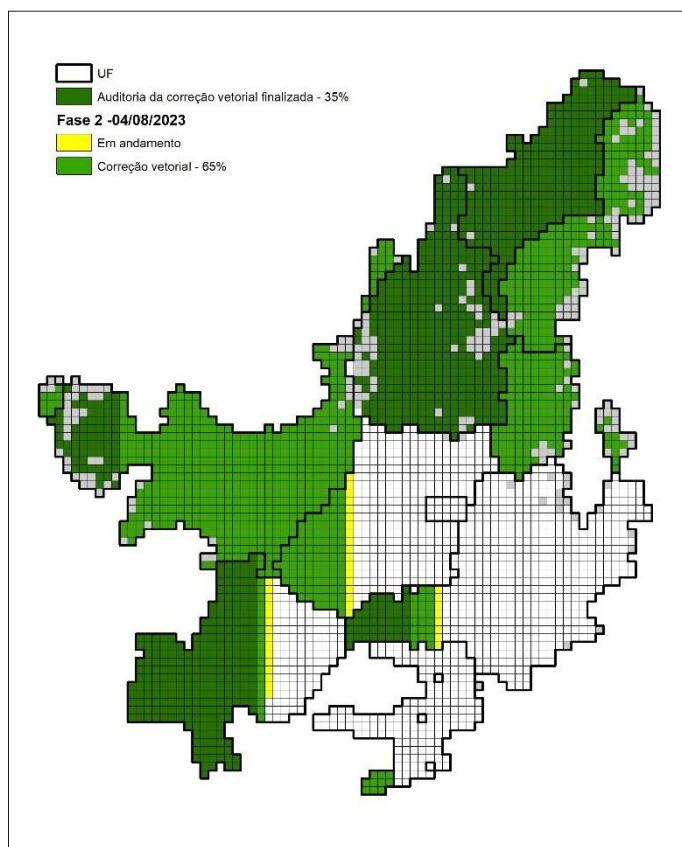 UF
Auditoria da correção vetorial finalizada - 35%
Fase 2 -04/08/2023
Em andamento
Correção vetorial - 65%